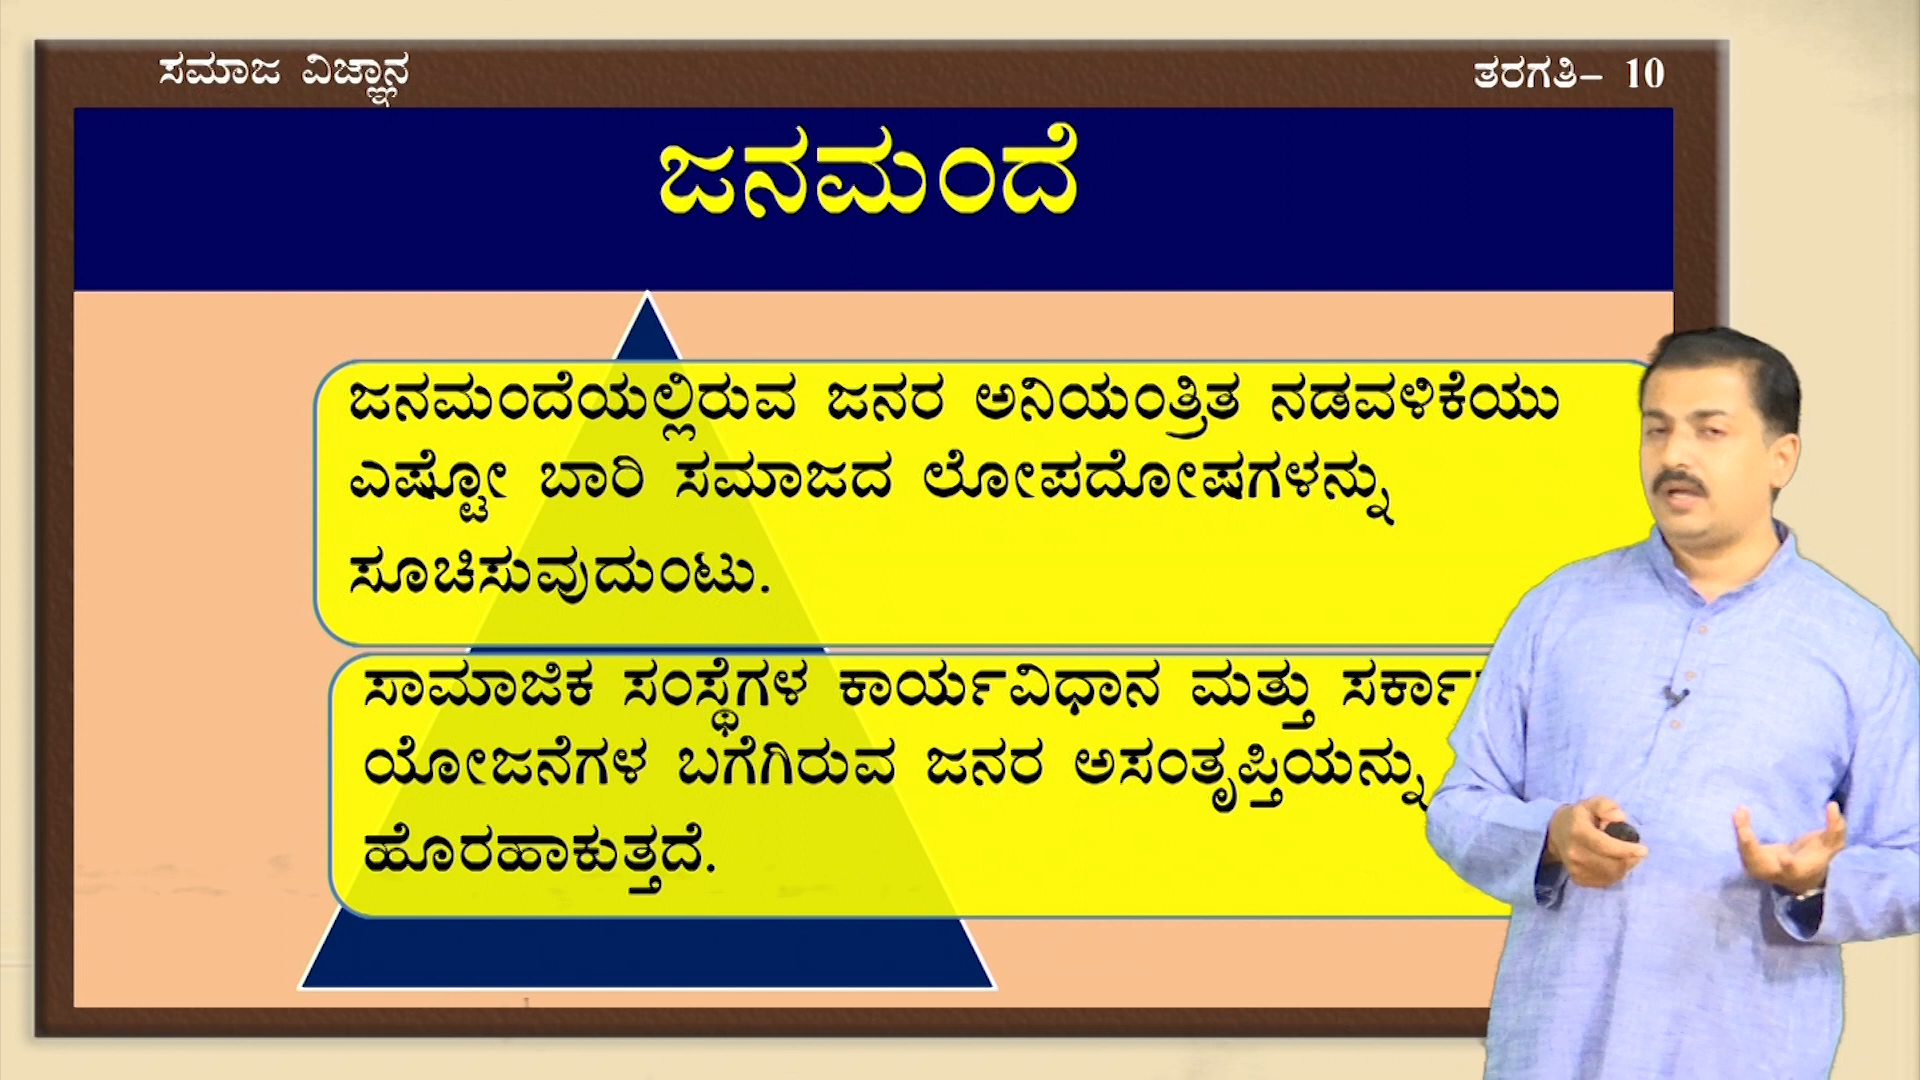 ಸಮಾಜ ವಿಜ್ಞಾನ
ತರಗತಿ– 10
ಜನಮಂದೆ
ಜನಮಂದೆಯಲ್ಲಿರುವ ಜನರ ಅನಿಯಂತ್ರಿತ ನಡವಳಿಕೆಯು
ಎಷ್ಟೋ ಬಾರಿ ಸಮಾಜದ ಲೋಪದೋಷಗಳನ್ನು
ಸೂಚಿಸುವುದುಂಟು.
ಸಾಮಾಜಿಕ ಸಂಸ್ಥೆಗಳ ಕಾರ್ಯವಿಧಾನ ಮತ್ತು
ಯೋಜನೆಗಳ ಬಗೆಗಿರುವ ಜನರ ಅಸಂತೃಪ್ತಿಯನ್ನು
ಹೊರಹಾಕುತ್ತದೆ.